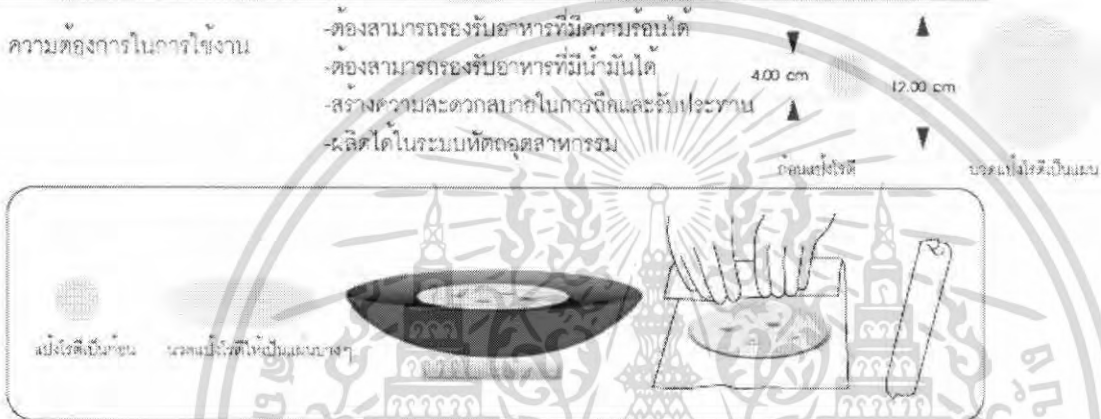 ความต้องการในการใช้งาน
-ต้องสามารถรองรับอาหารที่มีความร้อนได้
-ต้องสามารถรองรับอาหารที่มีน้ำมันได้
-สร้างความสะดวกสบายในการถือและรับประทาน
-ผลิตได้ในระบบหัตถอุตสาหกรรม
4.00 cm
12.00 cm
ก้อนแป้งโรตี
นวดแป้งโรตีเป็นแผ่น
แป้งโรตีเป็นก้อน
นวดแป้งโรตีให้เป็นแผ่นบางๆ